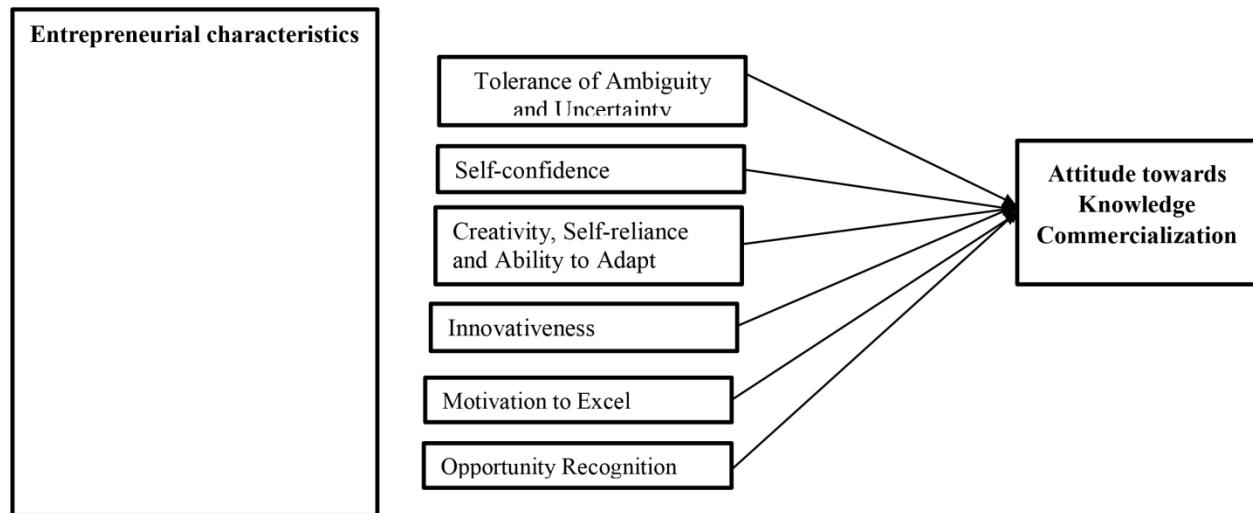 Entrepreneurial characteristics
Tolerance of Ambiguity
and Uncertainty
Self-confidence
Creativity, Self-reliance
and Ability to Adapt
Innovativeness
Motivation to Excel
Opportunity Recognition
Attitude towards
Knowledge
Commercialization